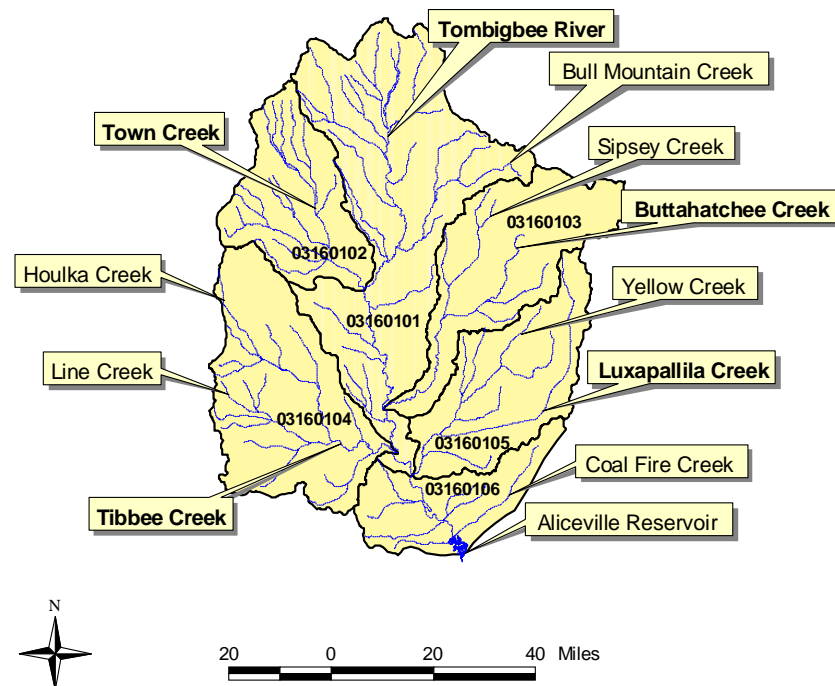 Tombigbee River
Bull Mountain Creek
Town Creek
Sipsey Creek
03160103
Buttahatchee Creek
03160102
Houlka Creek
Yellow Creek
03160101
Line Creek
Luxapallila Creek
03160104
03160105
Coal Fire Creek
03160106
Tibbee Creek
Aliceville Reservoir
N
20 0 20 40 Miles